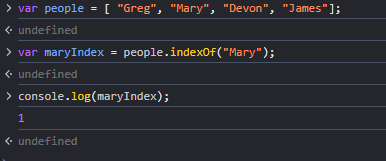 > var people = [ "Greg", "Mary", "Devon", "James"];
<· undefined
> var maryIndex = people.indexOf("Mary");
<· undefined
> console.log(maryIndex);
1
<· undefined